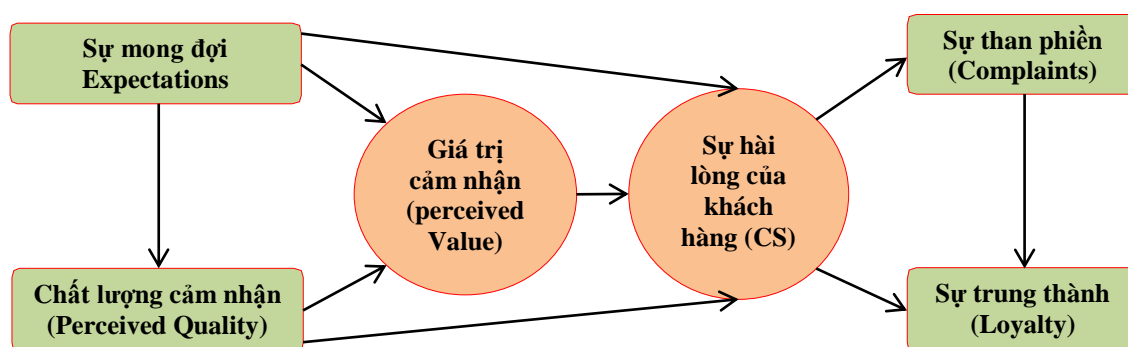 Sự mong đợi
Expectations
Sự than phiền
(Complaints)
Giá trị
cảm nhận
(perceived
Value)
Sự hài
lòng của
khách
hàng (CS)
Chất lượng cảm nhận
(Perceived Quality)
Sự trung thành
(Loyalty)